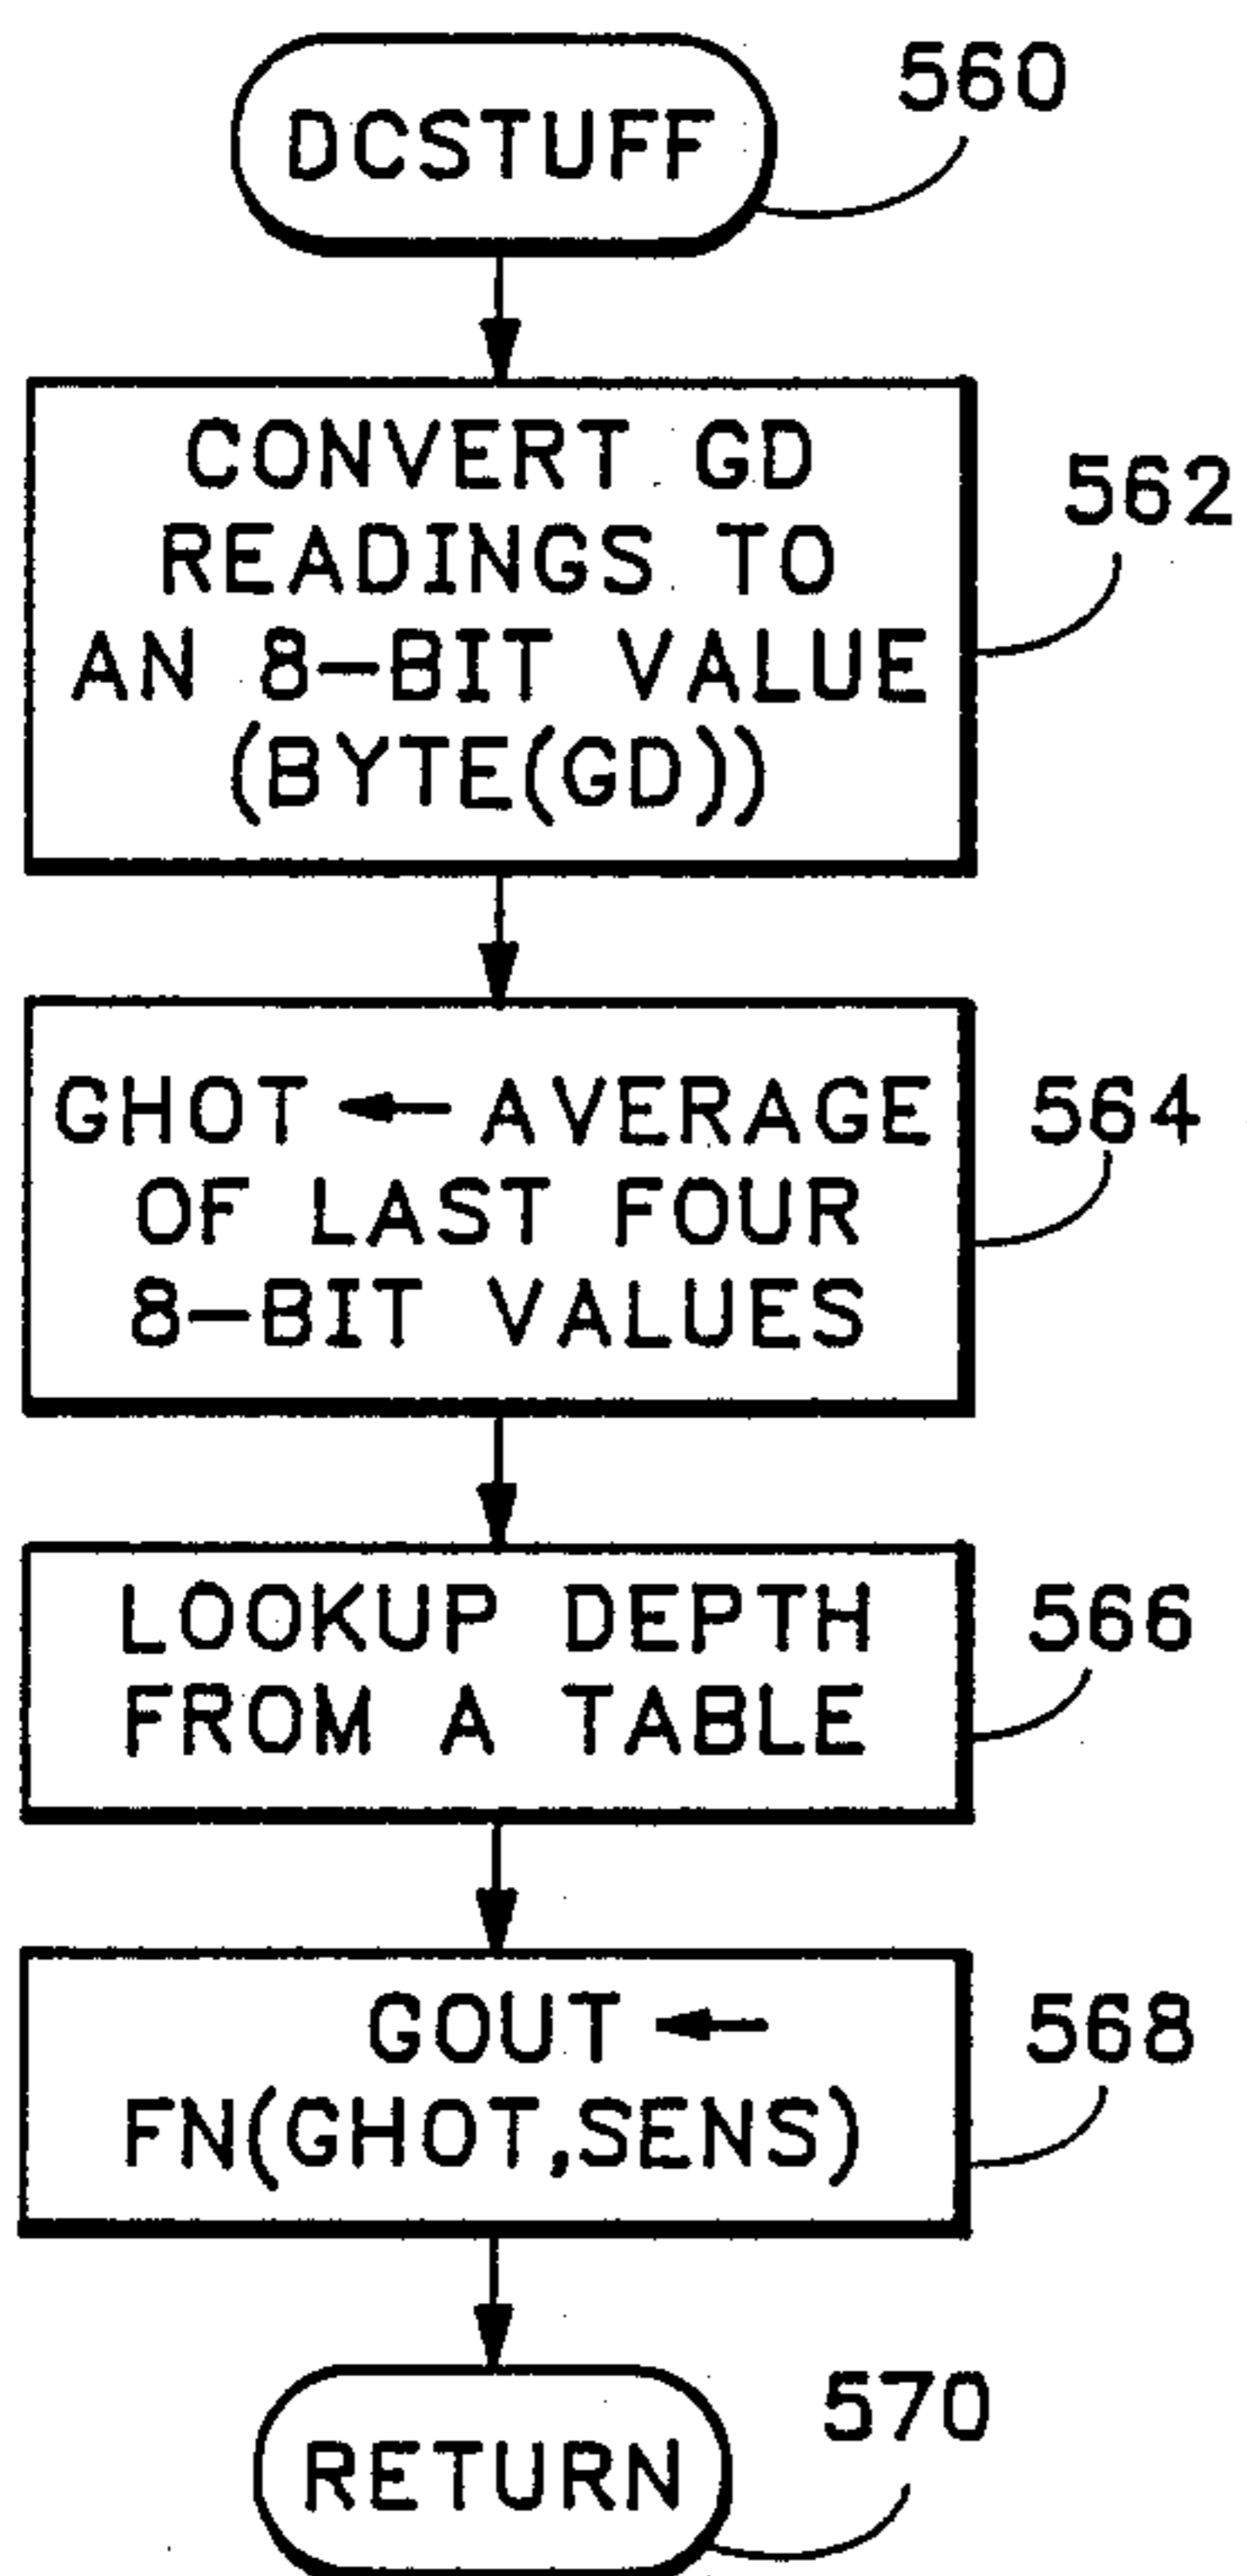 DCSTUFF
560
CONVERT GD
READINGS TO
AN 8-BIT VALUE
(BYTE(GD))
562
GHOT ← AVERAGE
OF LAST FOUR
8-BIT VALUES
564
LOOKUP DEPTH
FROM A TABLE
566
GOUT ←
FN(GHOT,SENS)
568
RETURN
570